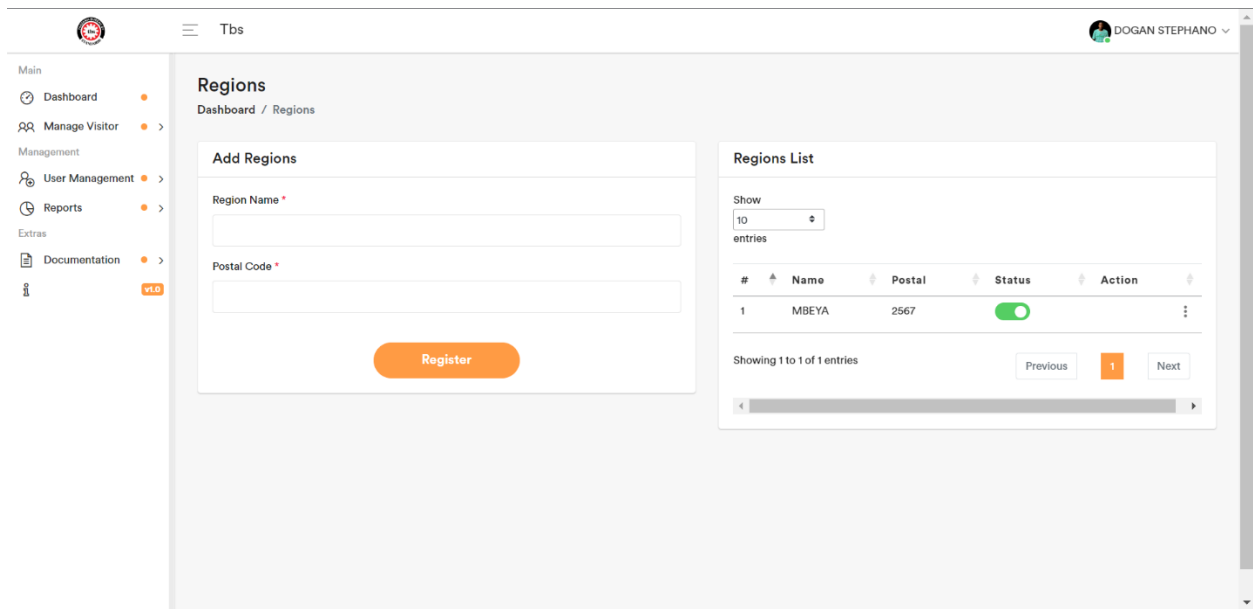 Tbs
DOGAN STEPHANO
Main
Dashboard
Manage Visitor
Management
User Management
Reports
Extras
Documentation
v1.0
Regions
Dashboard / Regions
Add Regions
Region Name *
Postal Code *
Register
Regions List
Show
10
entries
# Name Postal Status Action
1 MBEYA 2567
Showing 1 to 1 of 1 entries
Previous 1 Next